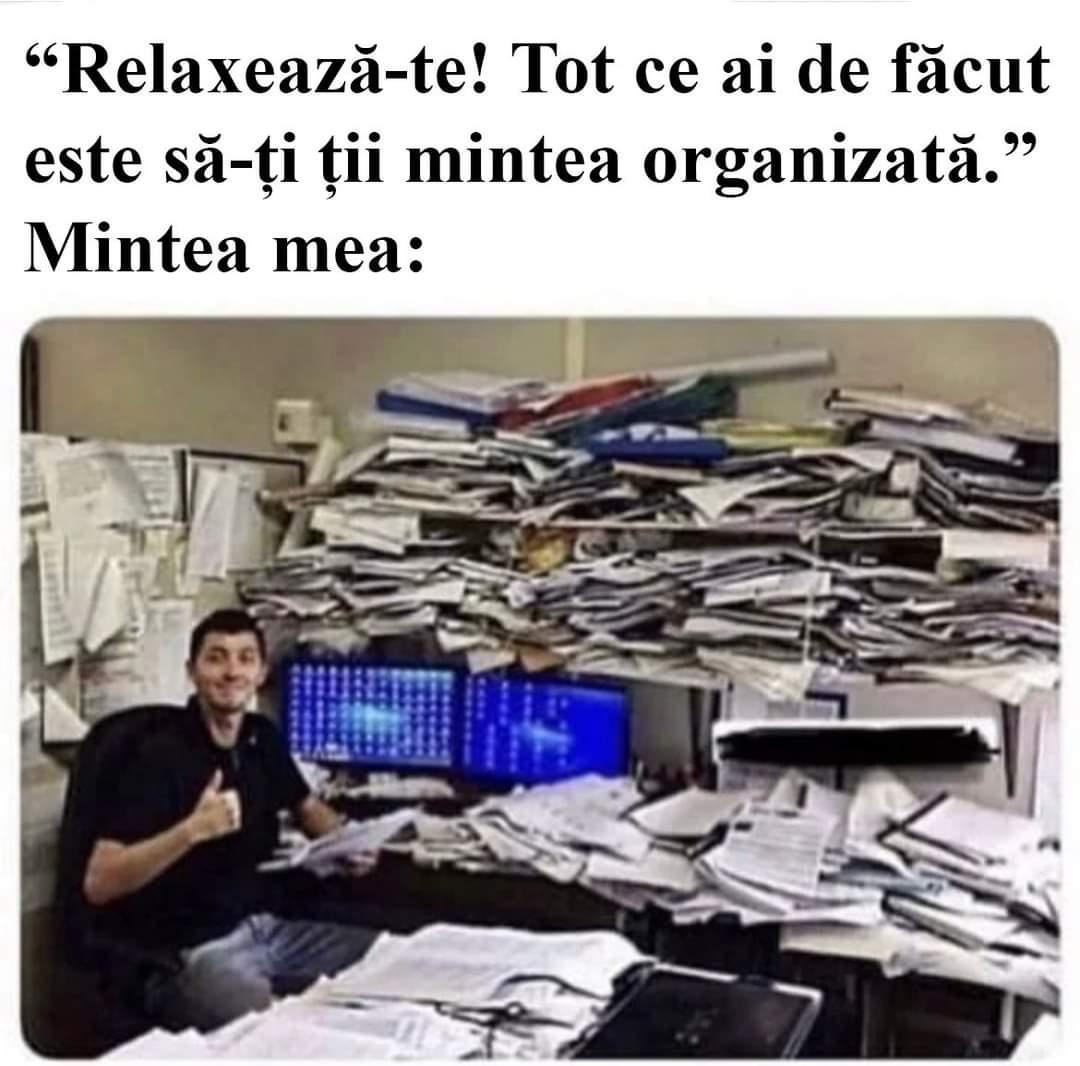 “Relaxează-te! Tot ce ai de făcut
este să-ți ții mintea organizată.”
Mintea mea: